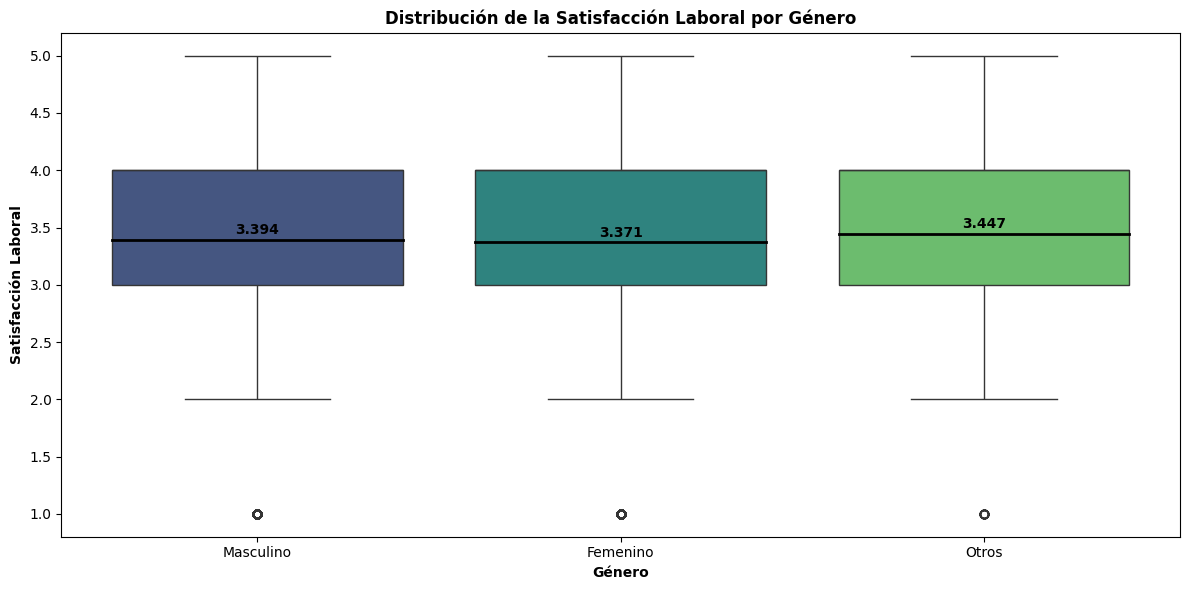 Distribución de la Satisfacción Laboral por Género
Satisfacción Laboral
5.0
4.5
4.0
3.5
3.0
2.5
2.0
1.5
1.0
3.394
3.371
3.447
Masculino
Femenino
Otros
Género